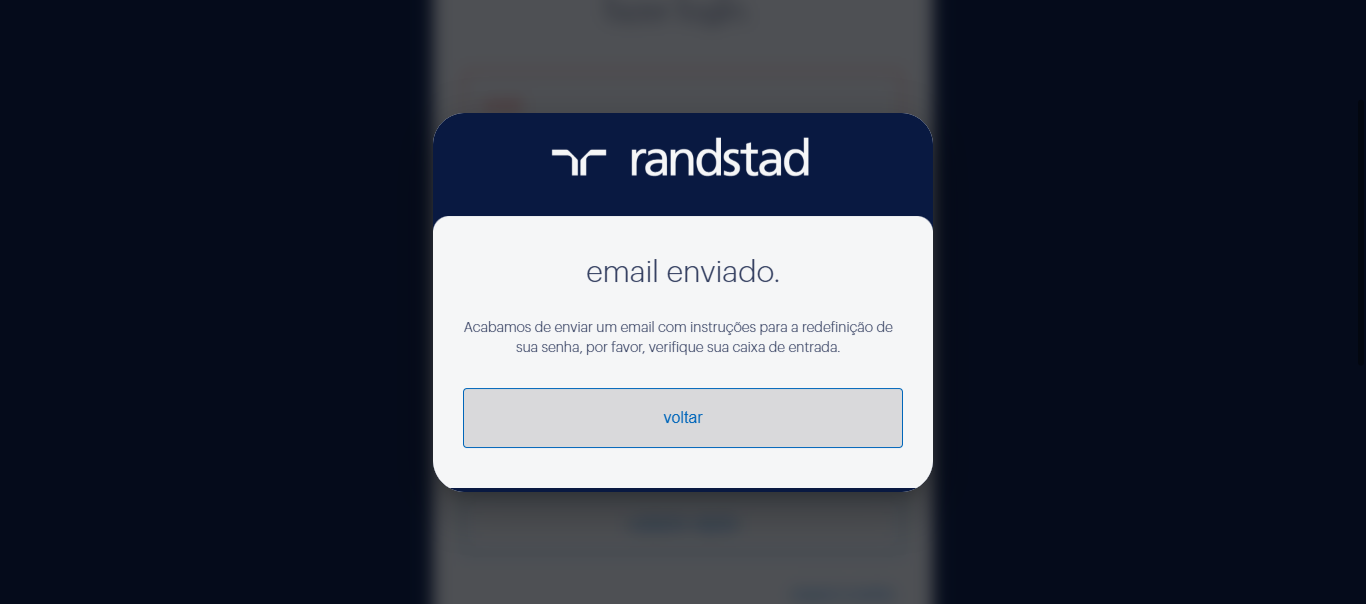 randstad
email enviado.
Acabamos de enviar um email com instruções para a redefinição de
sua senha, por favor, verifique sua caixa de entrada.
voltar